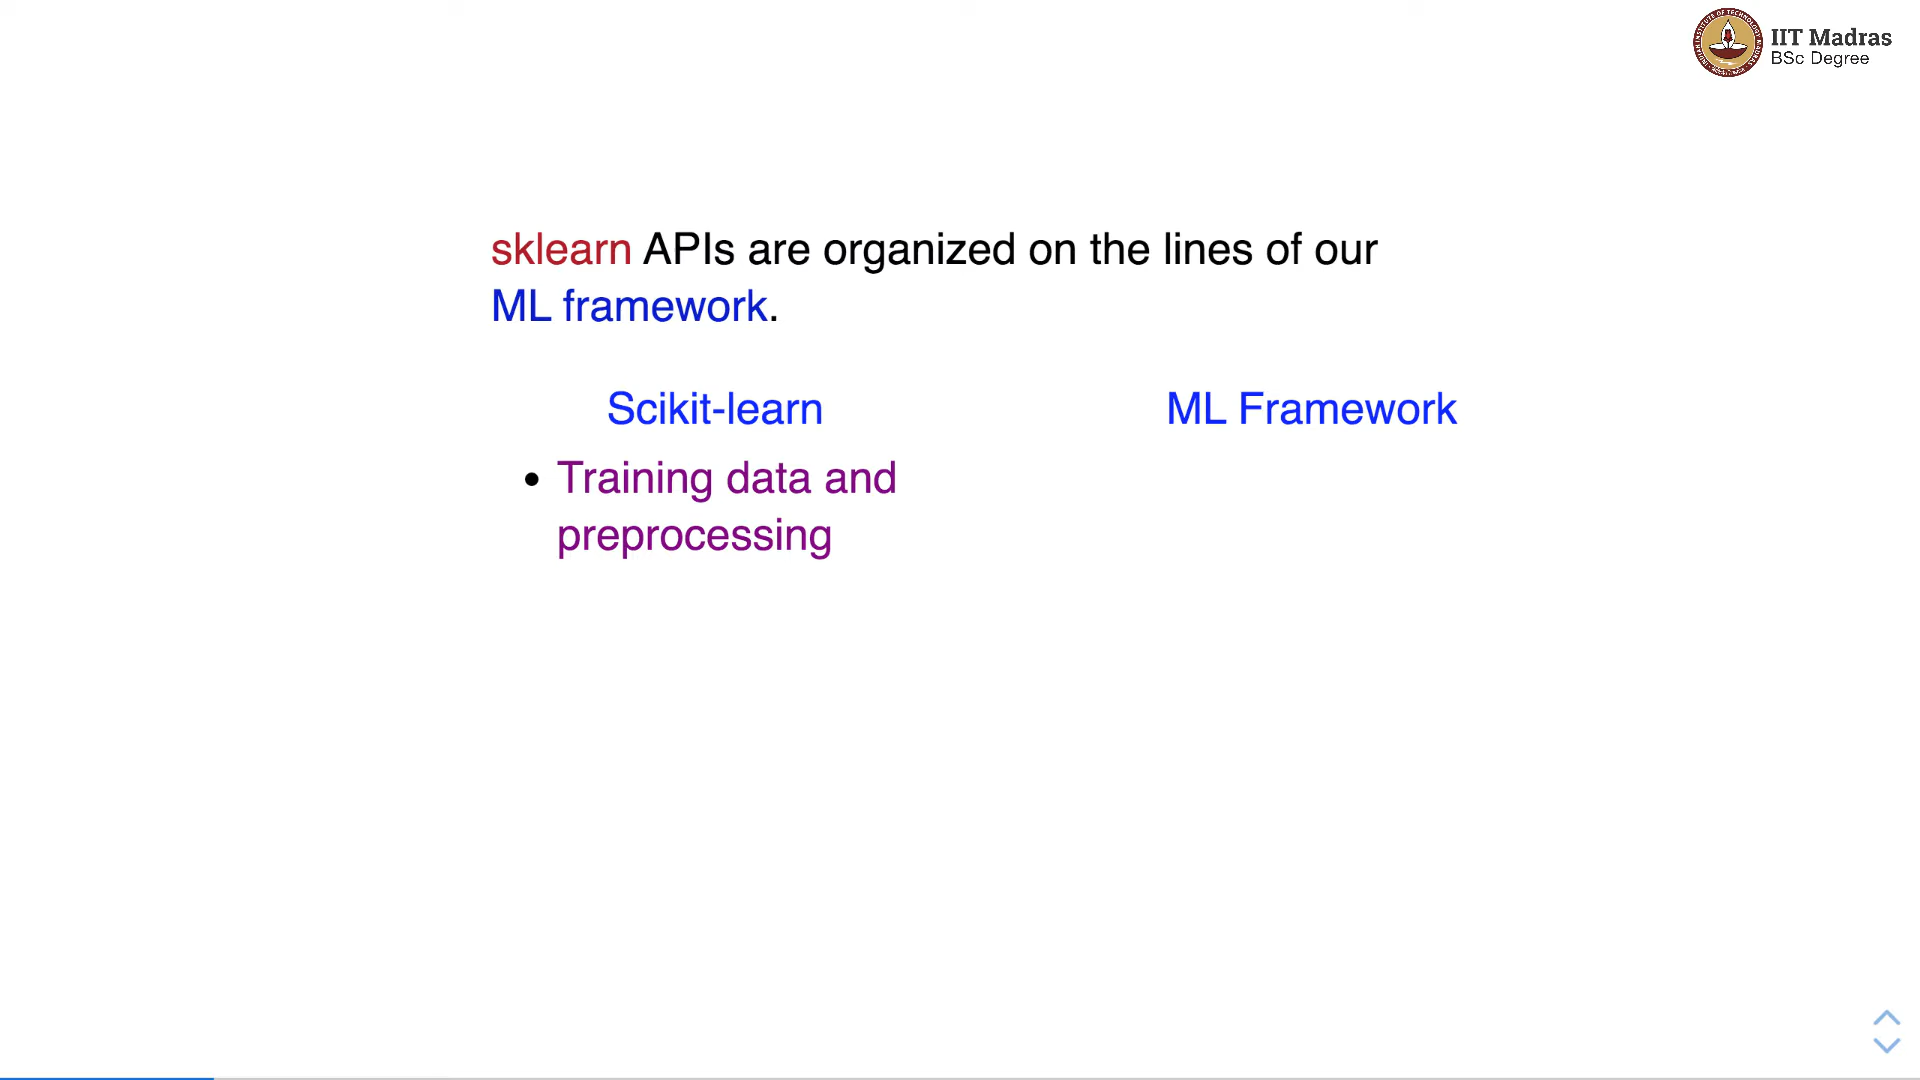 IIT Madras
BSc Degree
sklearn APIs are organized on the lines of our
ML framework.
Scikit-learn
ML Framework
• Training data and
preprocessing